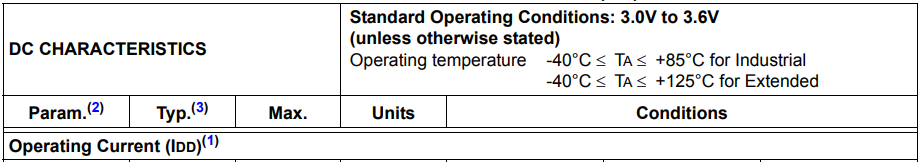 DC CHARACTERISTICS
Standard Operating Conditions: 3.0V to 3.6V
(unless otherwise stated)
Operating temperature -40°C ≤ TA ≤ +85°C for Industrial
-40°C ≤ TA ≤ +125°C for Extended
Param.(2) Typ.(3) Max. Units Conditions
Operating Current (IDD)(1)